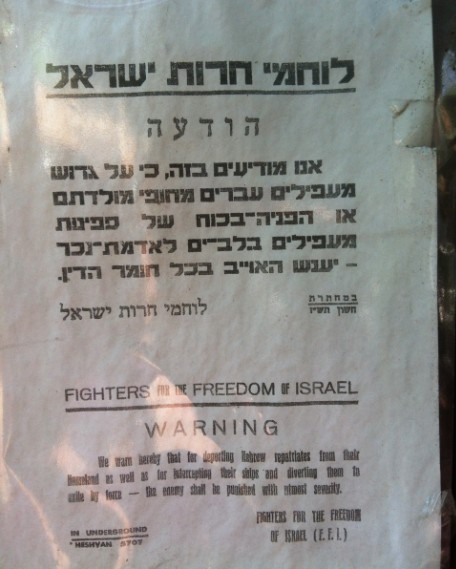 לוחמי חרות ישראל
הודעה
אנו מודיעים בזה, כי על גרוש
מעפילים עברים מחופי מולדתם
או הפניה־בכוח של ספינות
מעפילים בלב־ים לאדמת־נכר
– יענש האוייב בכל חומר הדין.
במחתרת
חשון תש״ז
לוחמי חרות ישראל
FIGHTERS FOR THE FREEDOM OF ISRAEL
WARNING
We warn hereby that for deporting Hebrew repatriates from their
Homeland as well as for intercepting their ships and diverting them to
exile by force — the enemy shall be punished with utmost severity.
IN UNDERGROUND
HESHVAN 5707
FIGHTERS FOR THE FREEDOM
OF ISRAEL (F.F.I.)